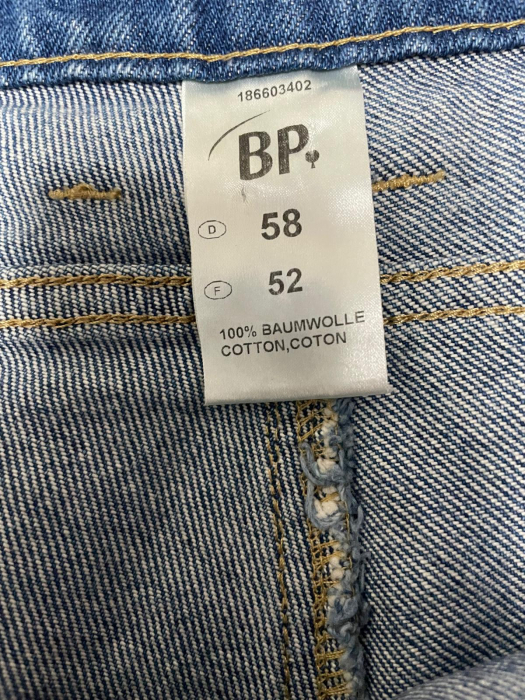 186603402
BP
D 58
F 52
100% BAUMWOLLE
COTTON,COTON